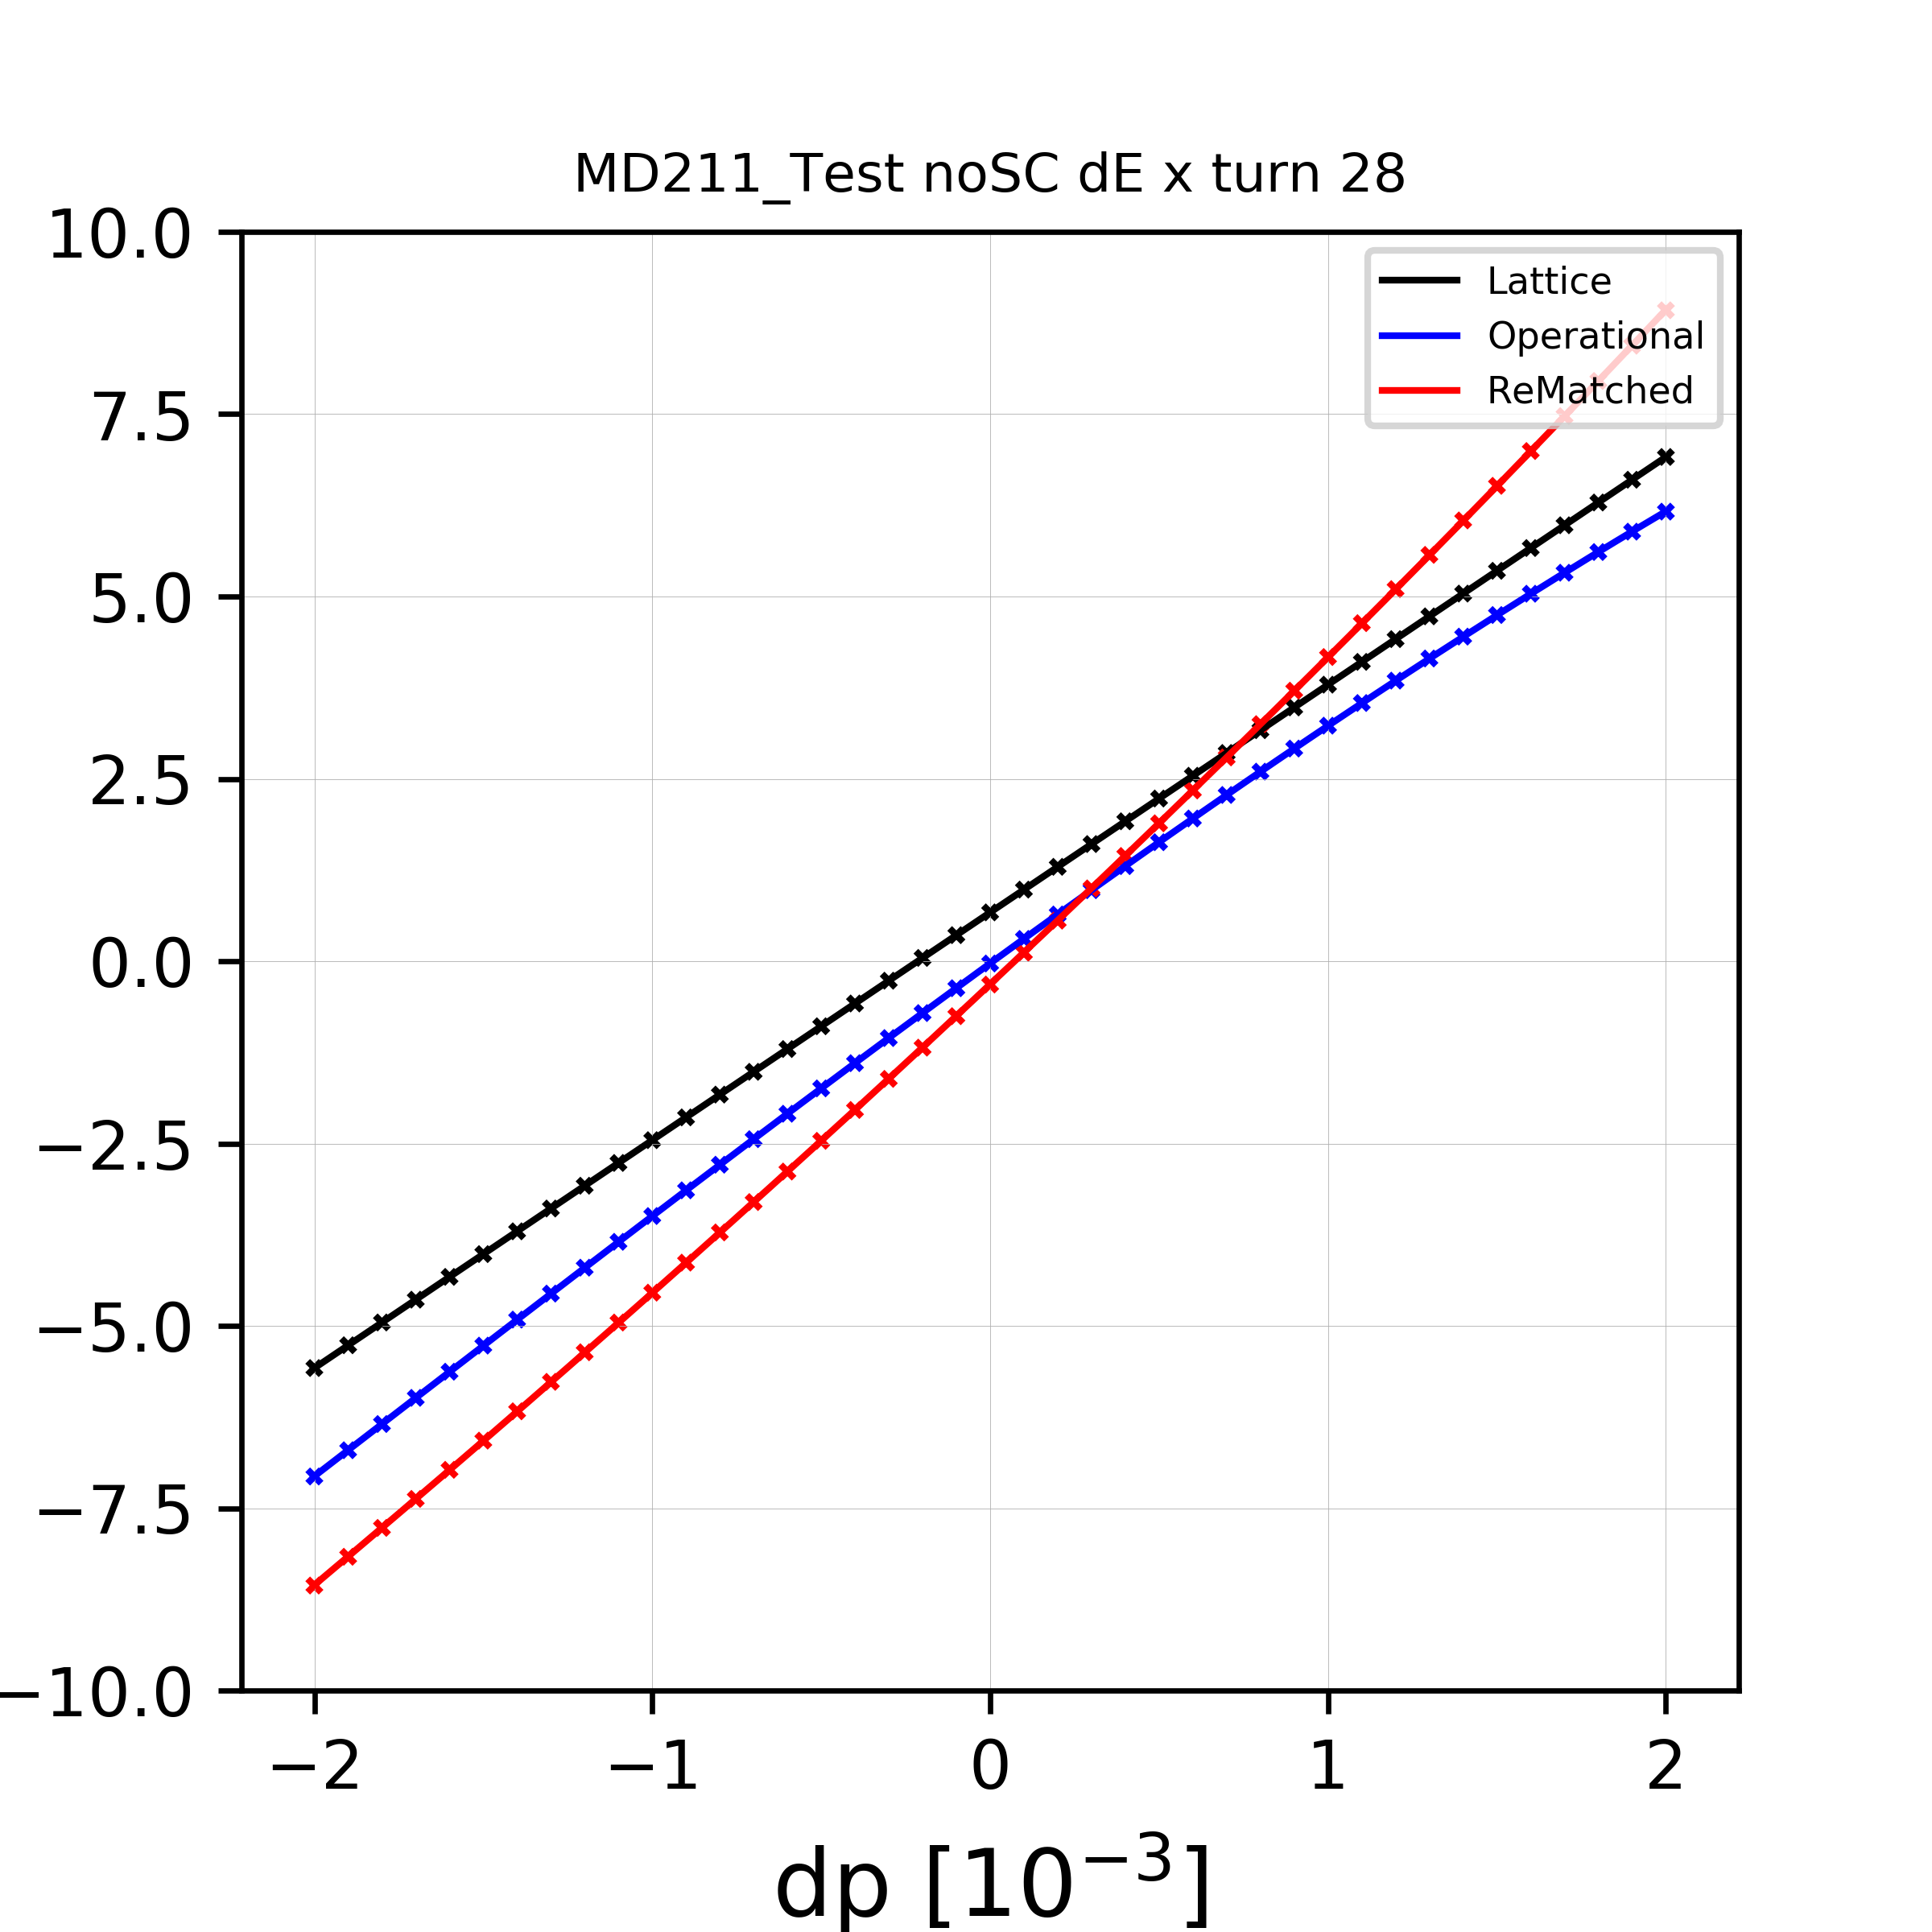 MD211_Test noSC dE x turn 28
10.0
7.5
5.0
2.5
0.0
−2.5
−5.0
−7.5
−10.0
Lattice
Operational
ReMatched
−2 −1 0 1 2
dp [10⁻³]